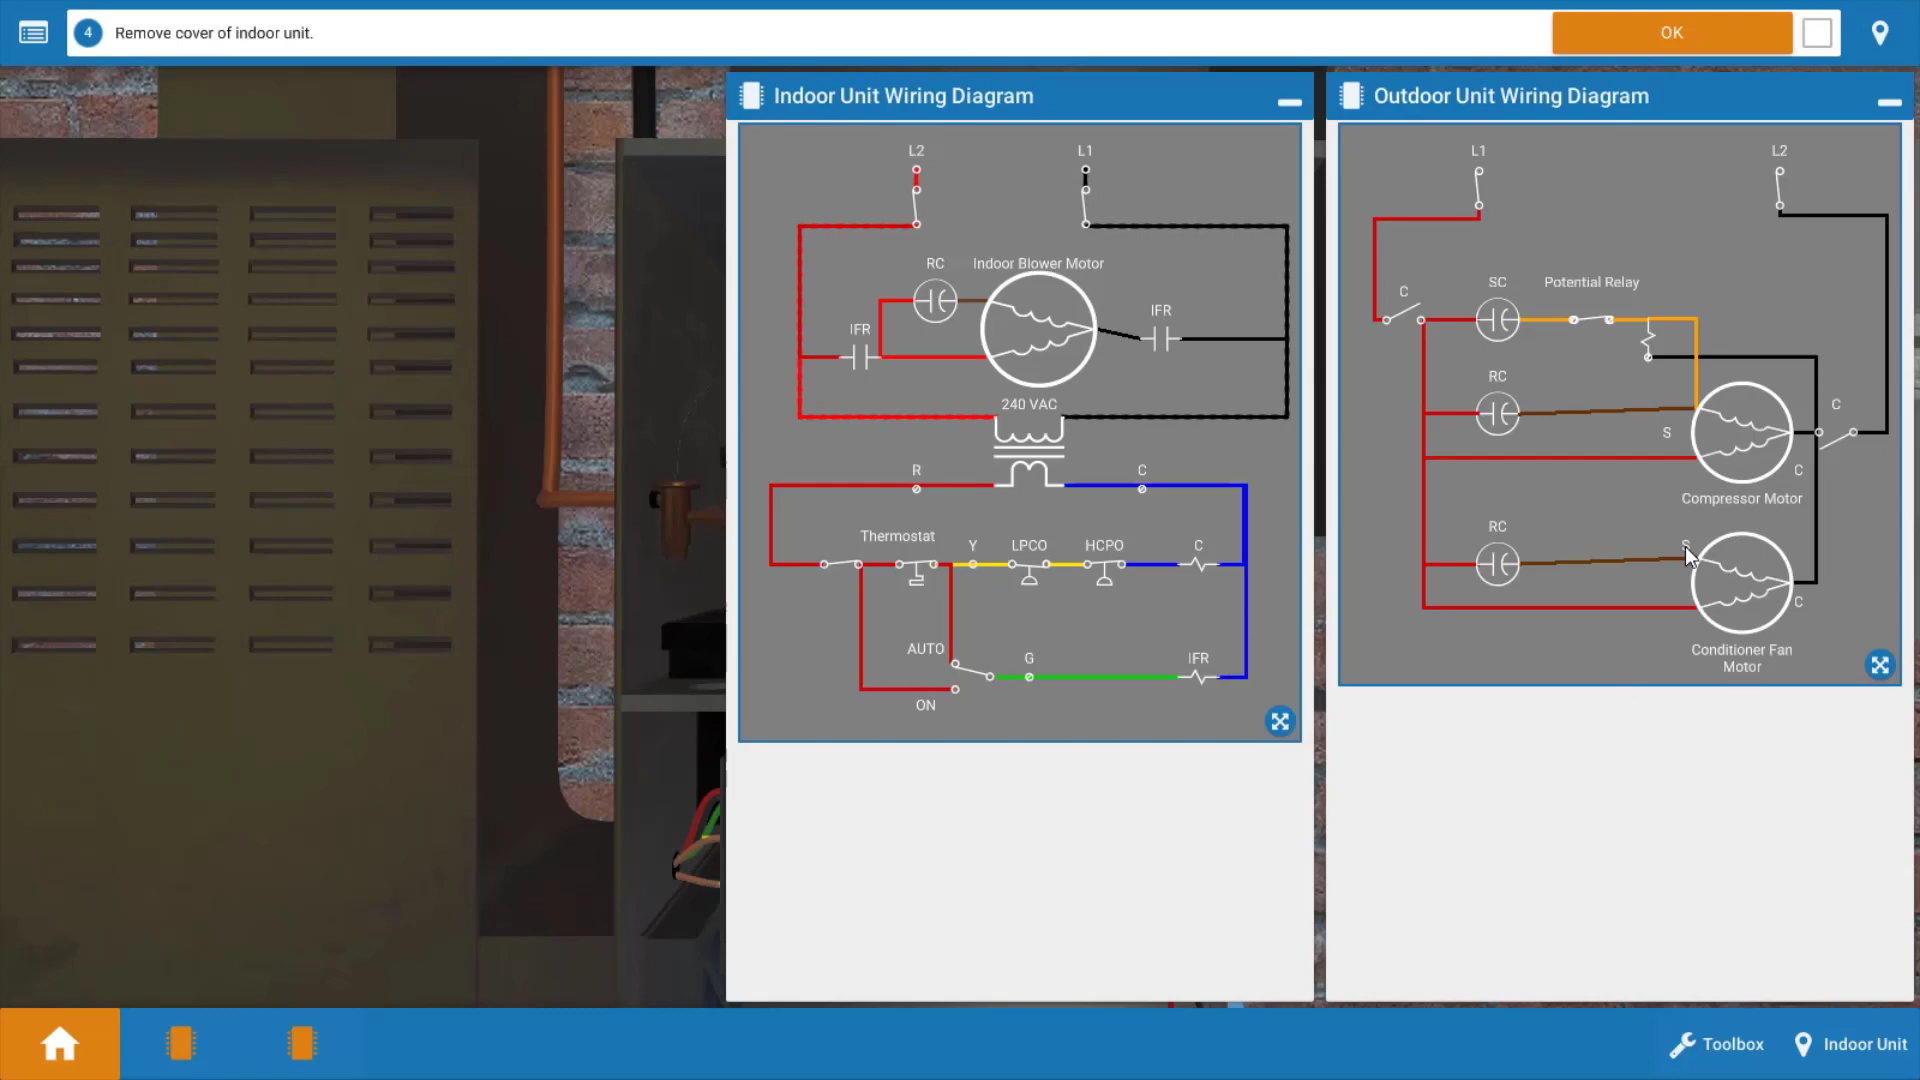 4 Remove cover of indoor unit.
OK
Indoor Unit Wiring Diagram
L2 L1
RC Indoor Blower Motor
IFR
IFR
240 VAC
R C
Thermostat
Y LPCO HCPO C
AUTO
G IFR
ON
Outdoor Unit Wiring Diagram
L1 L2
SC Potential Relay
C
RC
C
S
C
Compressor Motor
RC
S
C
Conditioner Fan
Motor
Toolbox
Indoor Unit